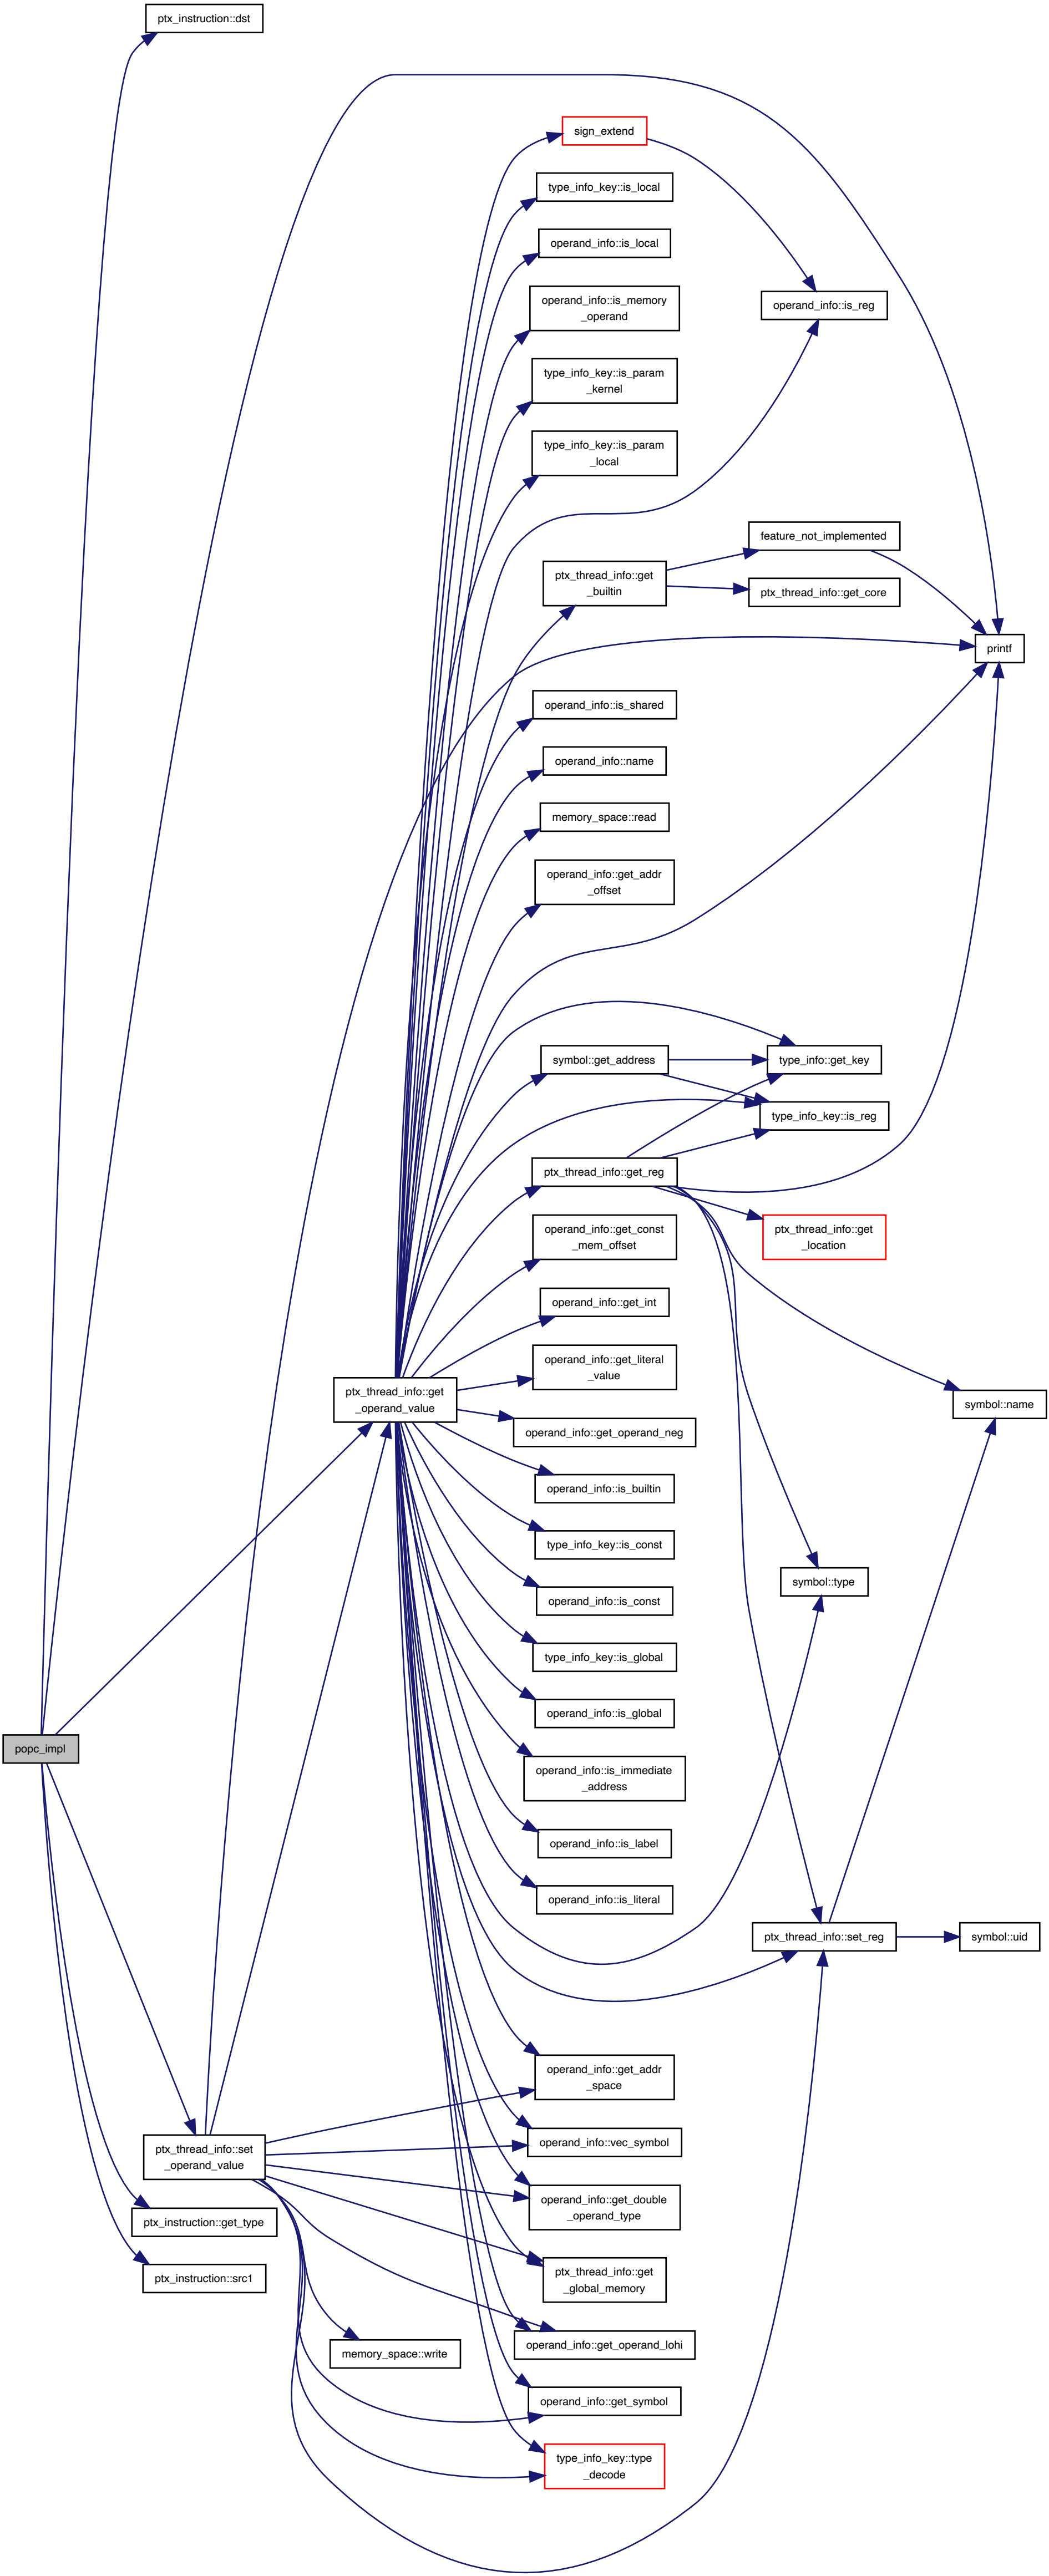 ptx_instruction::dst
sign_extend
type_info_key::is_local
operand_info::is_local
operand_info::is_memory
_operand
operand_info::is_reg
type_info_key::is_param
_kernel
type_info_key::is_param
_local
feature_not_implemented
ptx_thread_info::get
_builtin
ptx_thread_info::get_core
printf
operand_info::is_shared
operand_info::name
memory_space::read
operand_info::get_addr
_offset
symbol::get_address
type_info::get_key
type_info_key::is_reg
ptx_thread_info::get_reg
ptx_thread_info::get
_location
operand_info::get_const
_mem_offset
operand_info::get_int
operand_info::get_literal
_value
ptx_thread_info::get
_operand_value
symbol::name
operand_info::get_operand_neg
operand_info::is_builtin
type_info_key::is_const
symbol::type
operand_info::is_const
type_info_key::is_global
operand_info::is_global
popc_impl
operand_info::is_immediate
_address
operand_info::is_label
operand_info::is_literal
ptx_thread_info::set_reg
symbol::uid
operand_info::get_addr
_space
operand_info::vec_symbol
ptx_thread_info::set
_operand_value
operand_info::get_double
_operand_type
ptx_instruction::get_type
ptx_thread_info::get
_global_memory
ptx_instruction::src1
operand_info::get_operand_lohi
memory_space::write
operand_info::get_symbol
type_info_key::type
_decode